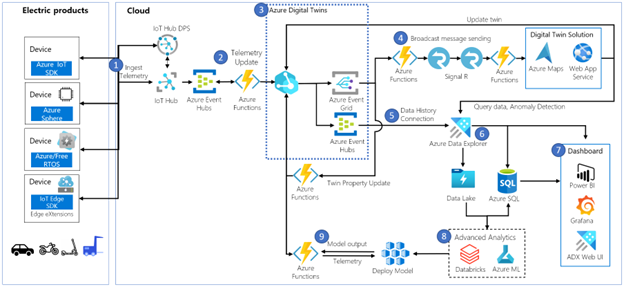 Electric products
Device
Azure IoT
SDK
Device
Azure
Sphere
Device
Azure/Free
RTOS
Device
IoT Edge
SDK
Edge eXtensions
Cloud
IoT Hub DPS
1
Ingest
Telemetry
IoT Hub
Azure Event
Hubs
2
Telemetry
Update
Azure
Functions
3
Azure Digital Twins
Azure Event
Grid
Azure Event
Hubs
Update twin
4
Broadcast message sending
Azure
Functions
Signal R
Azure
Functions
Digital Twin Solution
Azure Maps
Web App
Service
Query data, Anomaly Detection
5
Data History
Connection
6
Azure Data Explorer
Azure
Functions
Twin Property Update
Data Lake
Azure SQL
SQL
7
Dashboard
Power BI
Grafana
ADX Web UI
8
Advanced Analytics
Databricks
Azure ML
9
Model output
Telemetry
Azure
Functions
Deploy Model